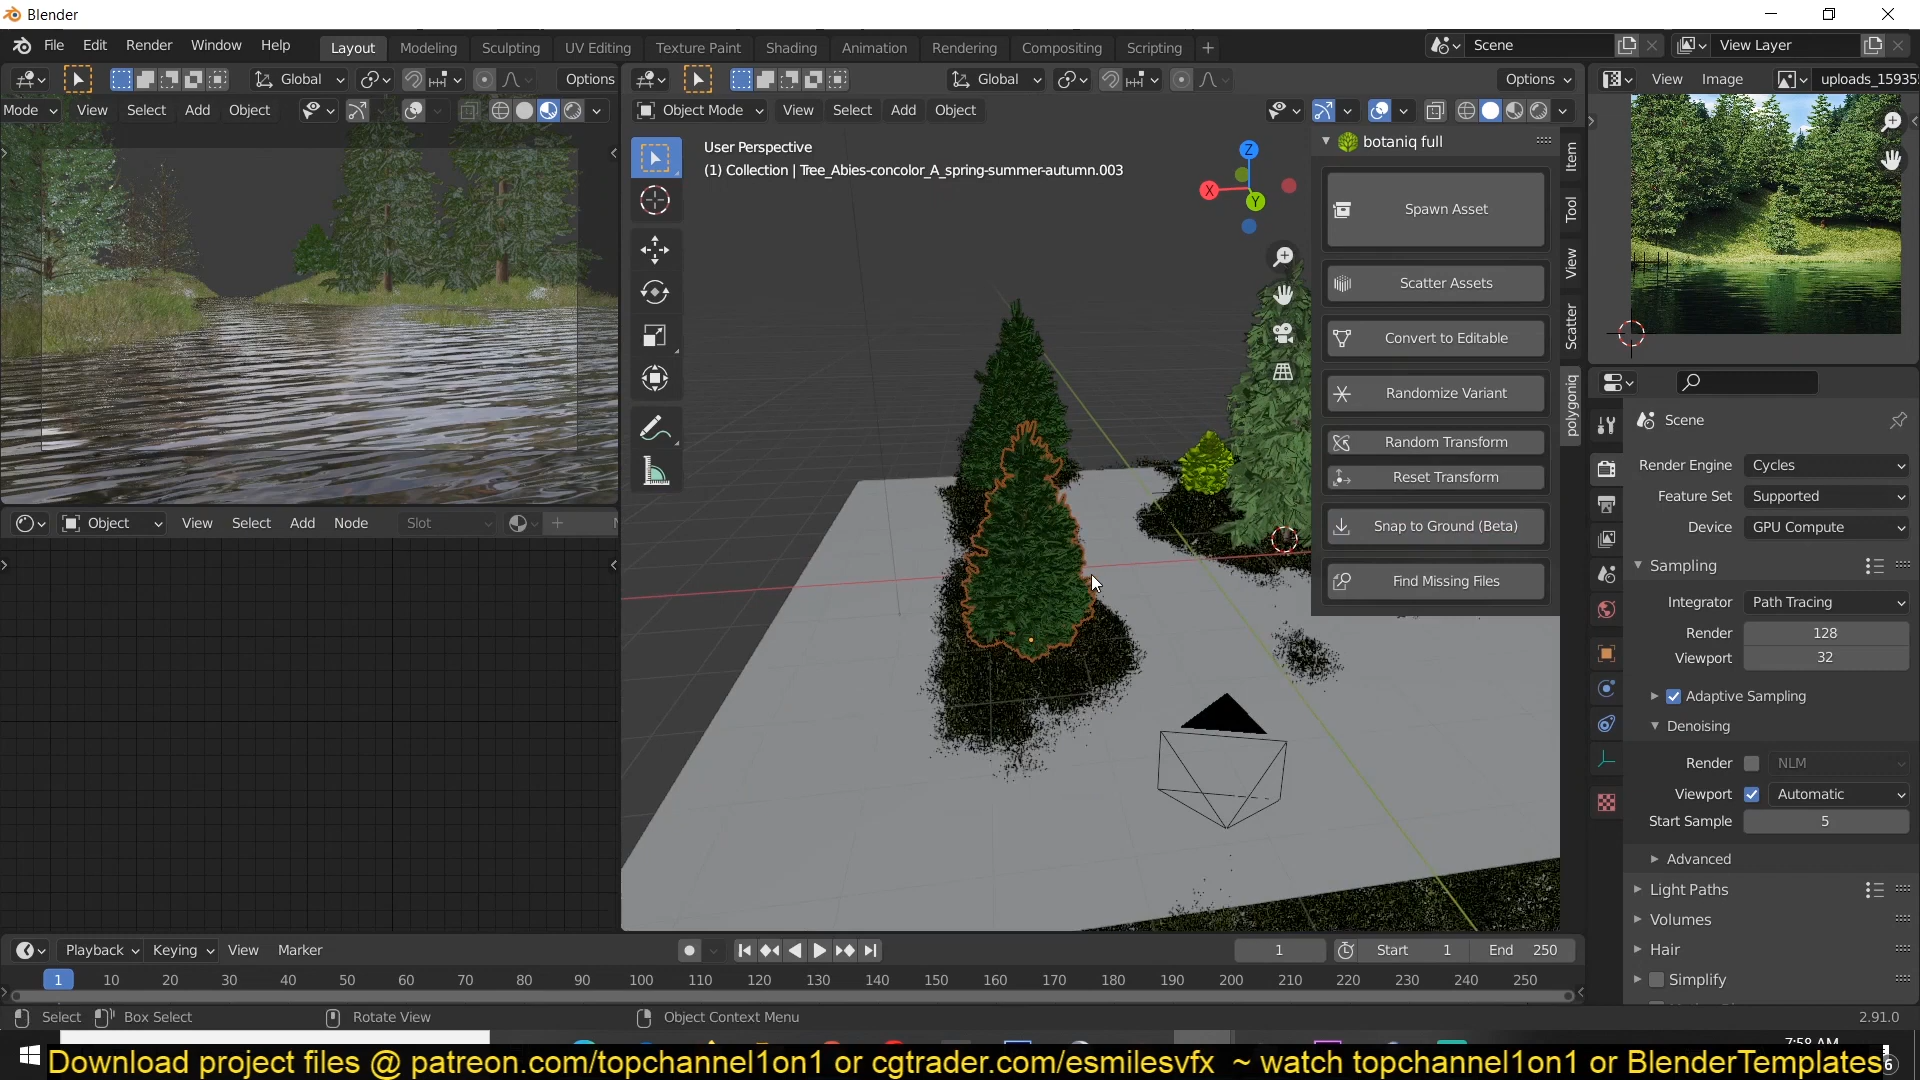 Blender
File Edit Render Window Help Layout Modeling Sculpting UV Editing Texture Paint Shading Animation Rendering Compositing Scripting + Scene View Layer
Global Options
Global Options
View Image uploads_15935
Mode View Select Add Object
Object Mode View Select Add Object
User Perspective
(1) Collection | Tree_Abies-concolor_A_spring-summer-autumn.003
Z
X
Y
botaniq full
Spawn Asset
Scatter Assets
Convert to Editable
Randomize Variant
Random Transform
Reset Transform
Snap to Ground (Beta)
Find Missing Files
Item
Tool
View
Scatter
polygoniq
Scene
Render Engine Cycles
Feature Set Supported
Device GPU Compute
Sampling
Integrator Path Tracing
Render 128
Viewport 32
Adaptive Sampling
Denoising
Render NLM
Viewport Automatic
Start Sample 5
Advanced
Light Paths
Volumes
Hair
Simplify
Object View Select Add Node Slot
Playback Keying View Marker 1 Start 1 End 250
1 10 20 30 40 50 60 70 80 90 100 110 120 130 140 150 160 170 180 190 200 210 220 230 240 250
Select Box Select Rotate View Object Context Menu 2.91.0
7:58 AM
Download project files @ patreon.com/topchannel1on1 or cgtrader.com/esmilesvfx ~ watch topchannel1on1 or BlenderTemplates